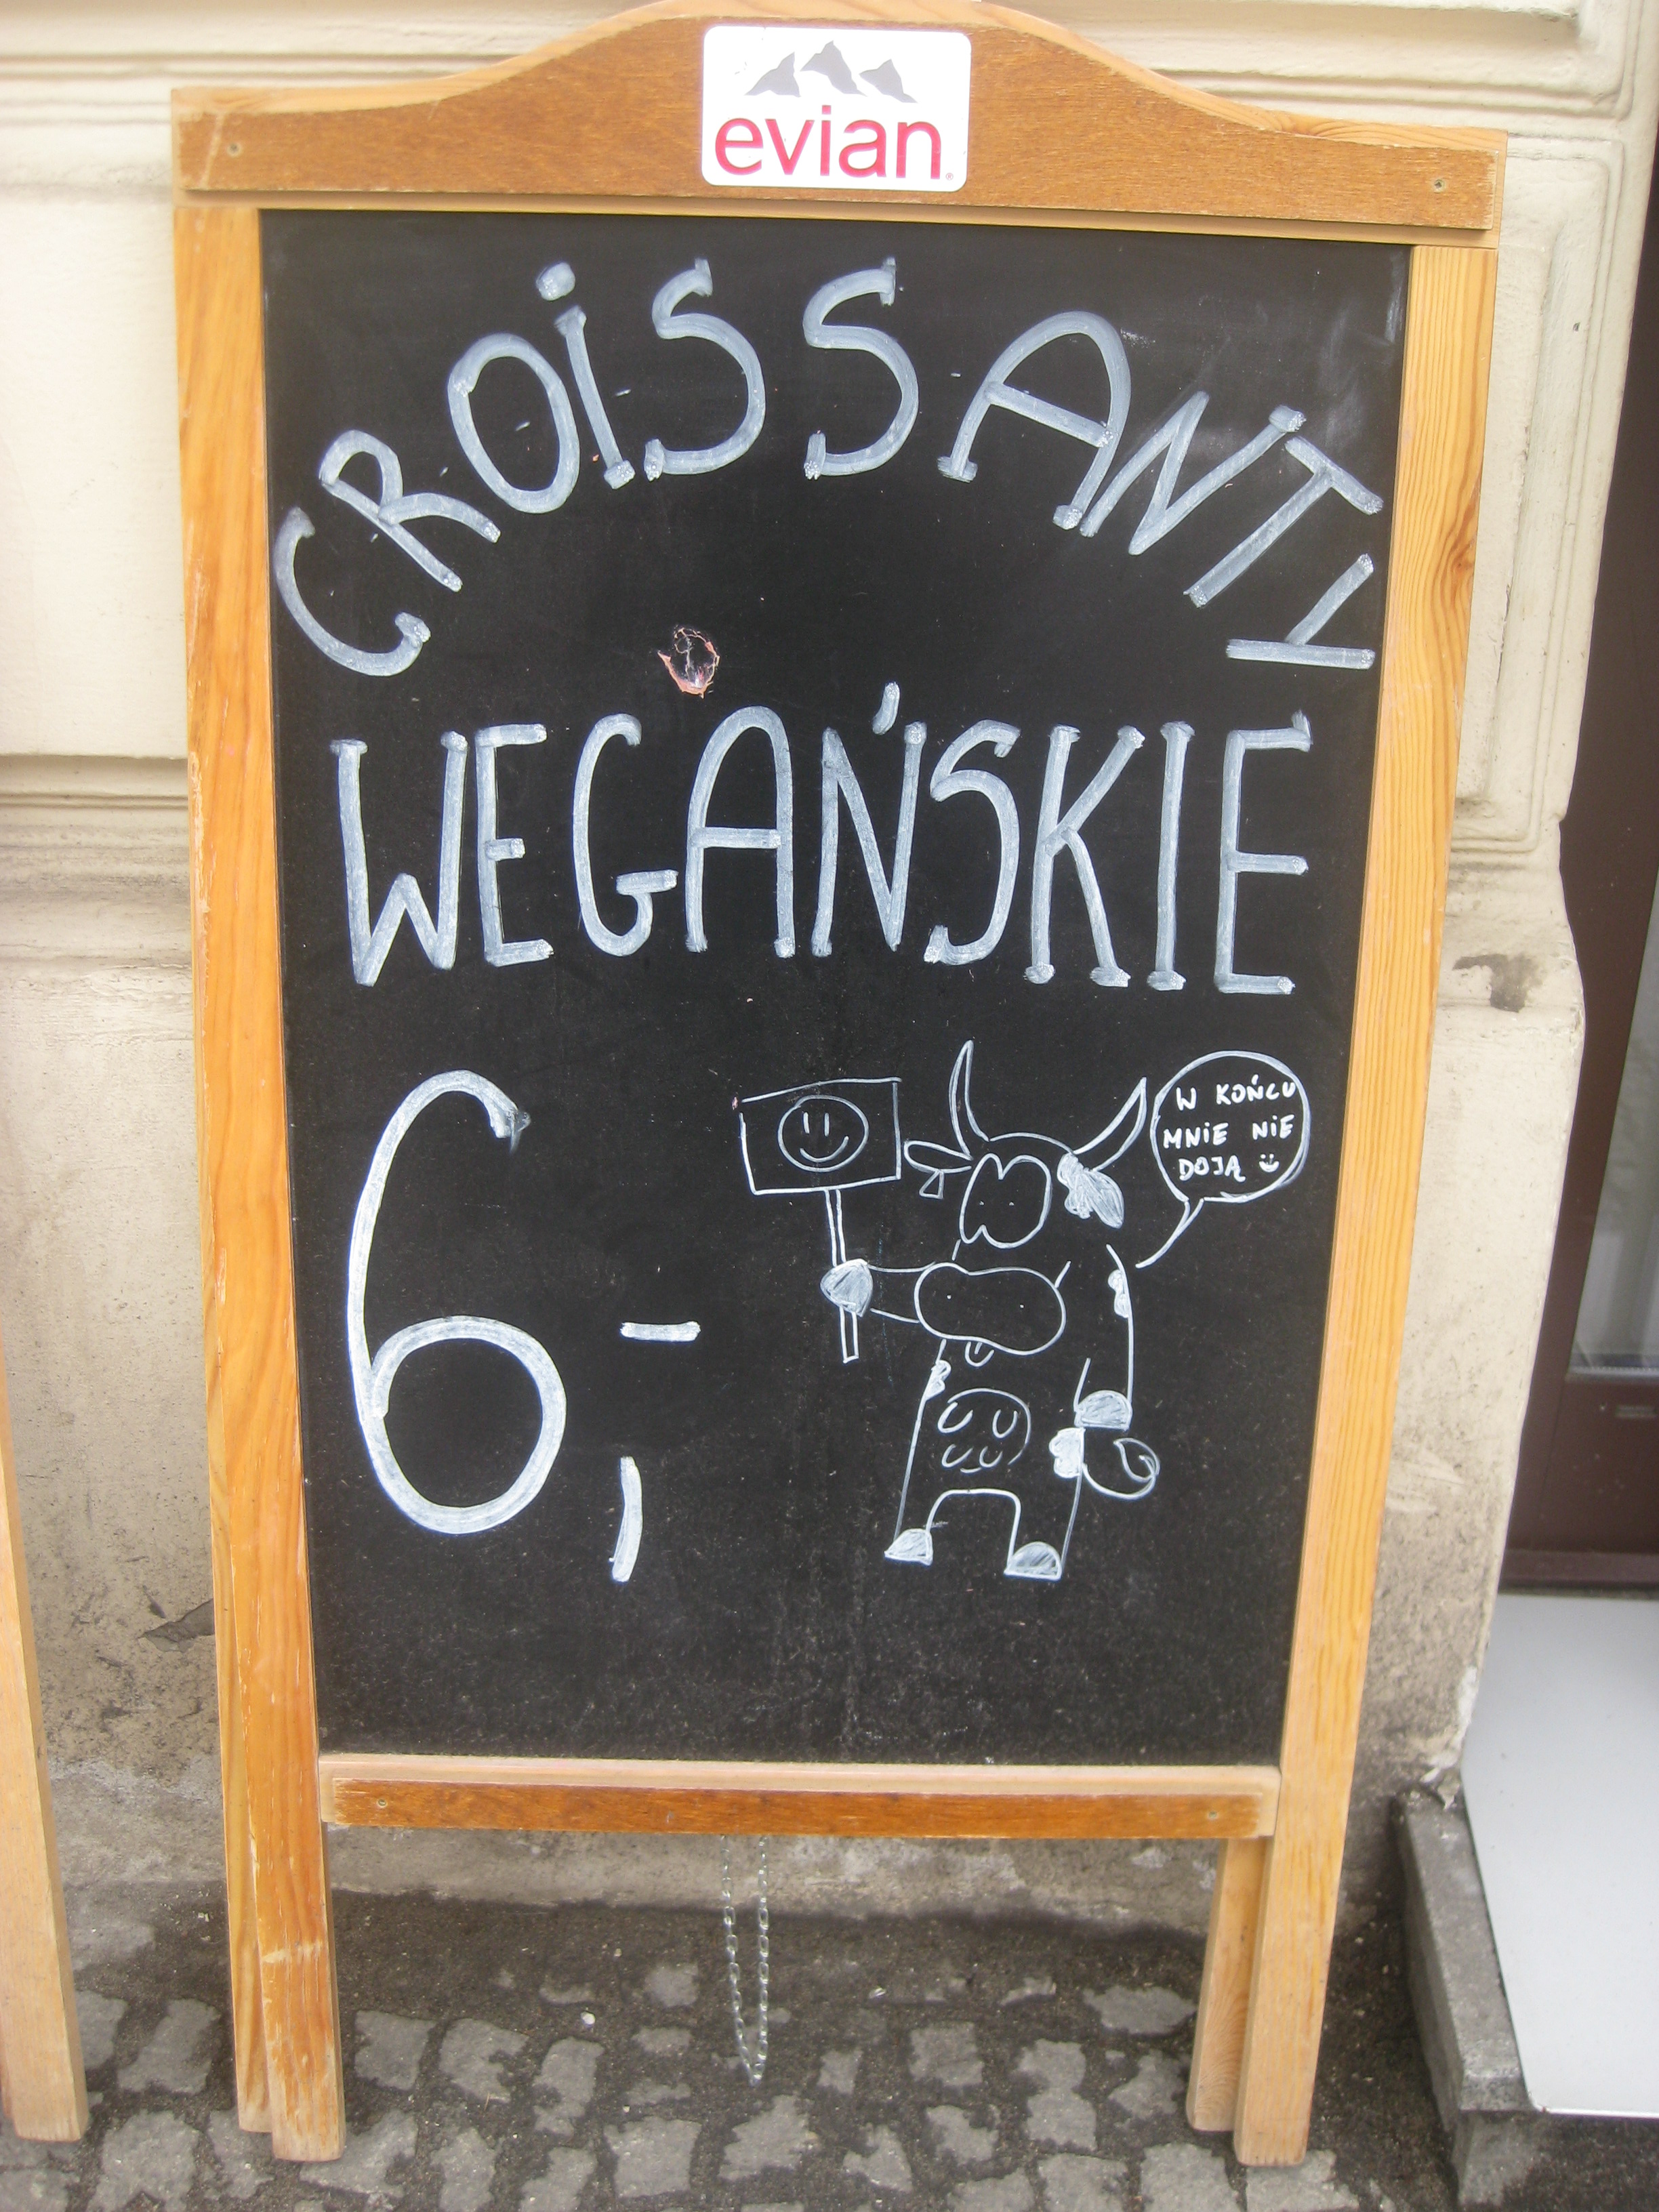 evian.
CROISSANTY
WEGAŃSKIE
6,-
W KOŃCU
MNIE NIE
DOJĄ